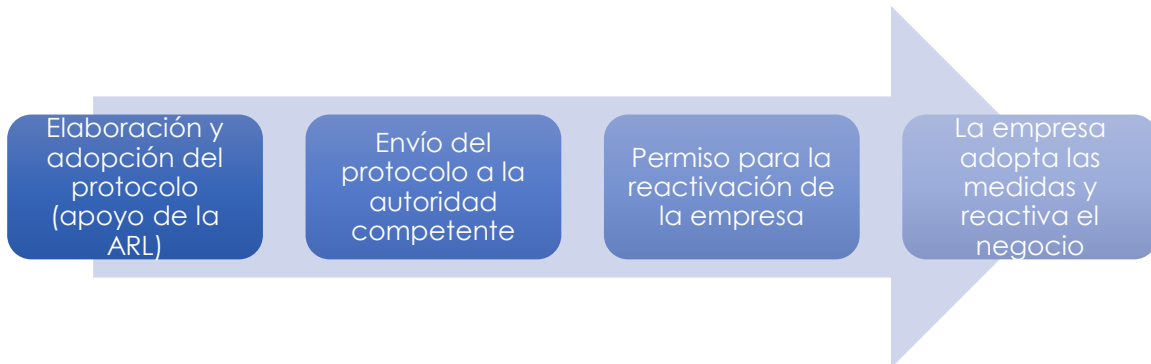 Elaboración y
adopción del
protocolo
(apoyo de la
ARL)
Envío del
protocolo a la
autoridad
competente
Permiso para la
reactivación de
la empresa
La empresa
adopta las
medidas y
reactiva el
negocio